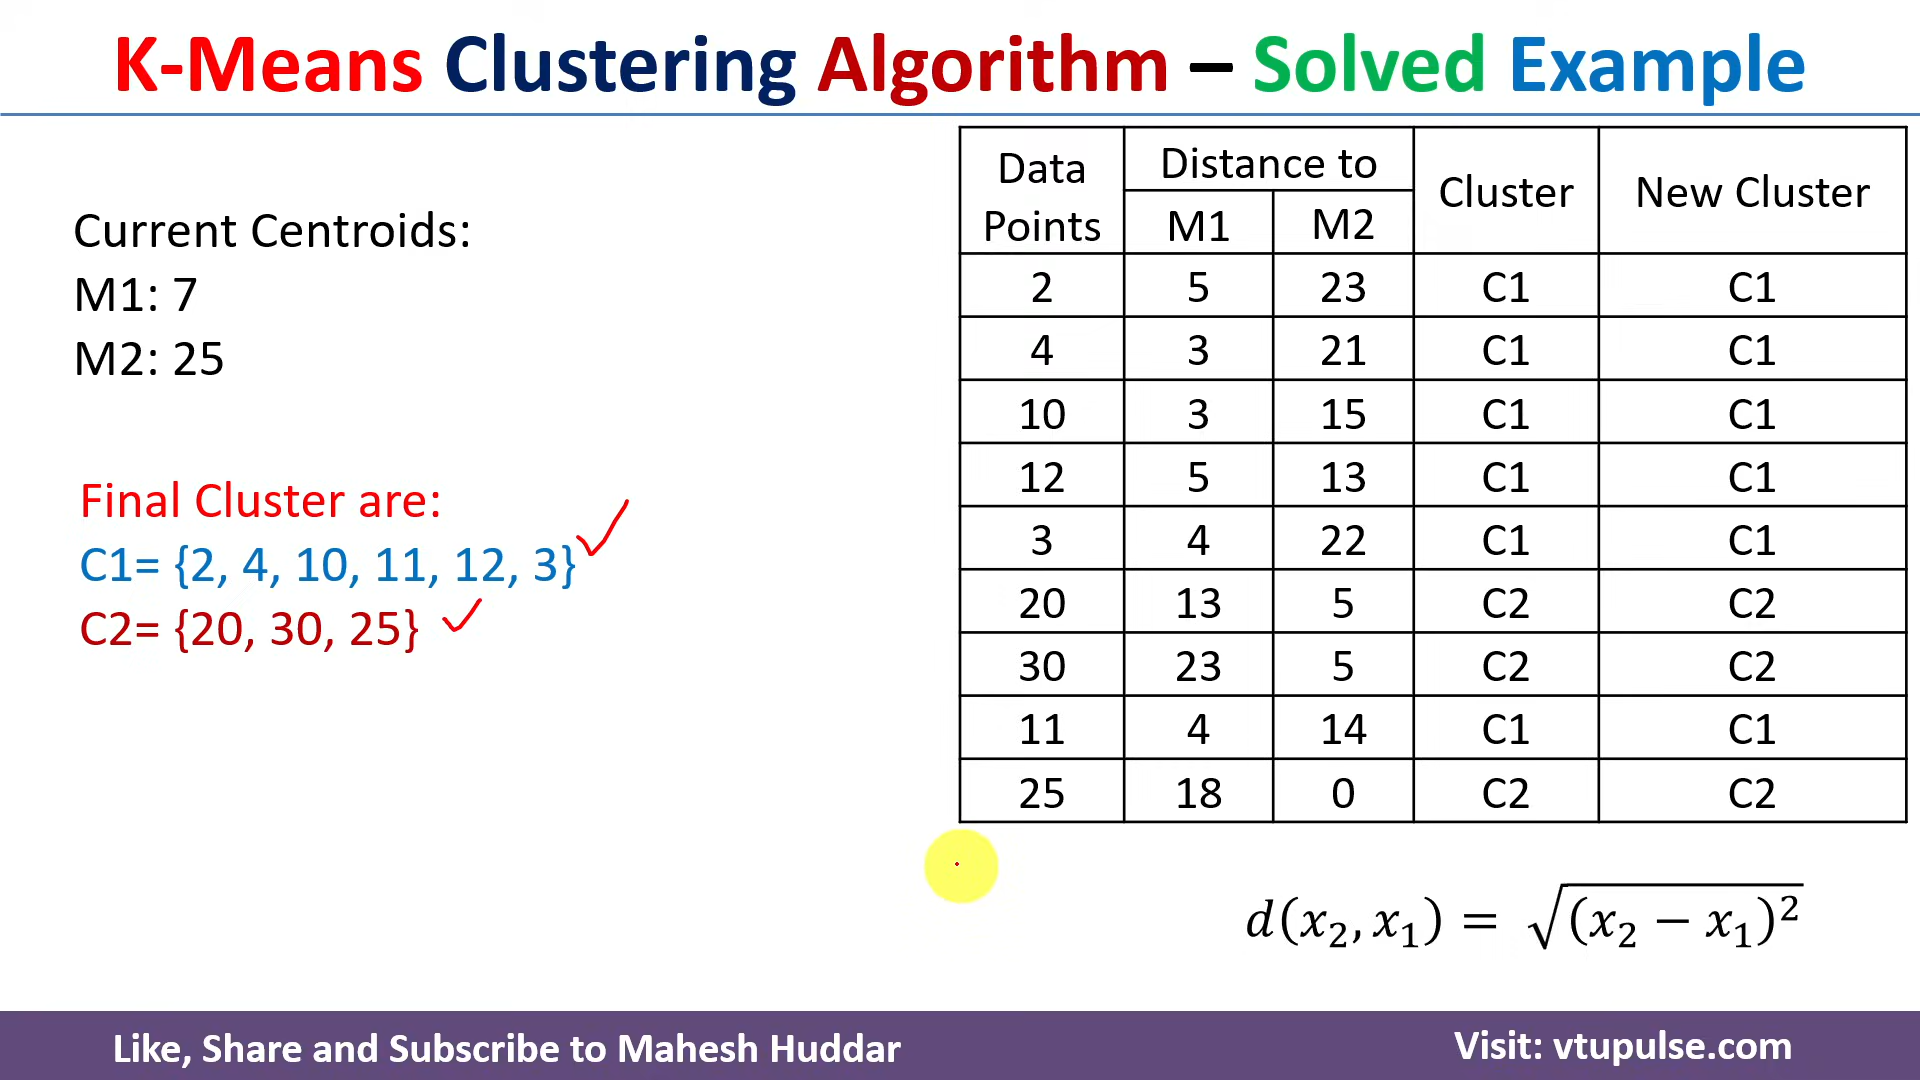 K-Means Clustering Algorithm – Solved Example
Current Centroids:
M1: 7
M2: 25
Final Cluster are:
C1= {2, 4, 10, 11, 12, 3}
C2= {20, 30, 25}
Data Points Distance to Cluster New Cluster
M1 M2
2 5 23 C1 C1
4 3 21 C1 C1
10 3 15 C1 C1
12 5 13 C1 C1
3 4 22 C1 C1
20 13 5 C2 C2
30 23 5 C2 C2
11 4 14 C1 C1
25 18 0 C2 C2
d(x₂, x₁) = √(x₂ − x₁)²
Like, Share and Subscribe to Mahesh Huddar
Visit: vtupulse.com